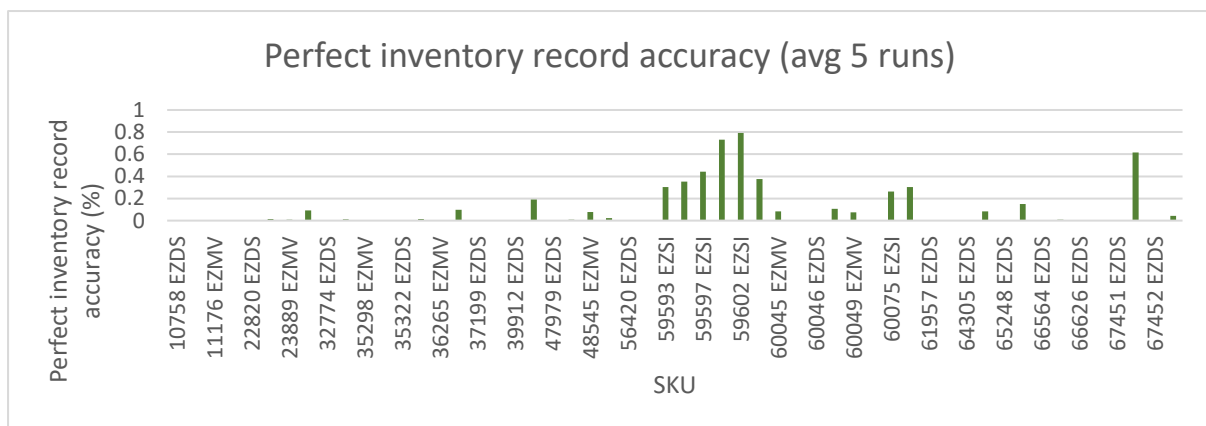 Perfect inventory record accuracy (avg 5 runs)
Perfect inventory record
accuracy (%)
1
0.8
0.6
0.4
0.2
0
10758 EZDS
11176 EZMV
22820 EZDS
23889 EZMV
32774 EZDS
35298 EZMV
35322 EZDS
36265 EZMV
37199 EZDS
39912 EZDS
47979 EZDS
48545 EZMV
56420 EZDS
59593 EZSI
59597 EZSI
59602 EZSI
60045 EZMV
60046 EZDS
60049 EZMV
60075 EZSI
61957 EZDS
64305 EZDS
65248 EZDS
66564 EZDS
66626 EZDS
67451 EZDS
67452 EZDS
SKU